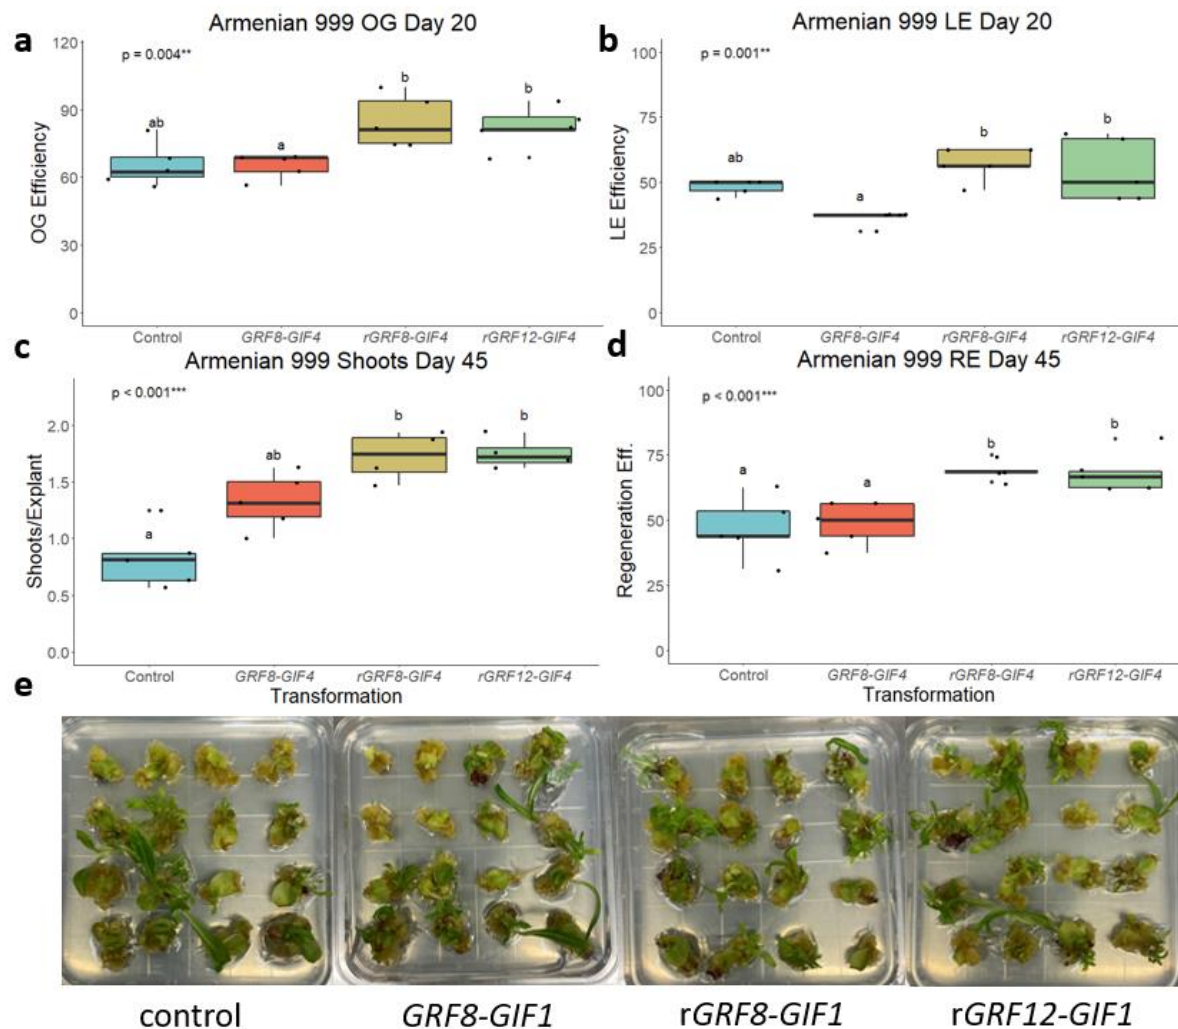 a
Armenian 999 OG Day 20
p = 0.004**
120
90
60
30
0
OG Efficiency
ab
a
b
b
Control
GRF8-GIF4
rGRF8-GIF4
rGRF12-GIF4
b
Armenian 999 LE Day 20
p = 0.001**
100
75
50
25
0
LE Efficiency
ab
a
b
b
Control
GRF8-GIF4
rGRF8-GIF4
rGRF12-GIF4
c
Armenian 999 Shoots Day 45
p < 0.001***
2.0
1.5
1.0
0.5
0.0
Shoots/Explant
a
ab
b
b
Control
GRF8-GIF4
rGRF8-GIF4
rGRF12-GIF4
Transformation
d
Armenian 999 RE Day 45
p < 0.001***
100
75
50
25
0
Regeneration Eff.
a
a
b
b
Control
GRF8-GIF4
rGRF8-GIF4
rGRF12-GIF4
Transformation
e
control
GRF8-GIF1
rGRF8-GIF1
rGRF12-GIF1